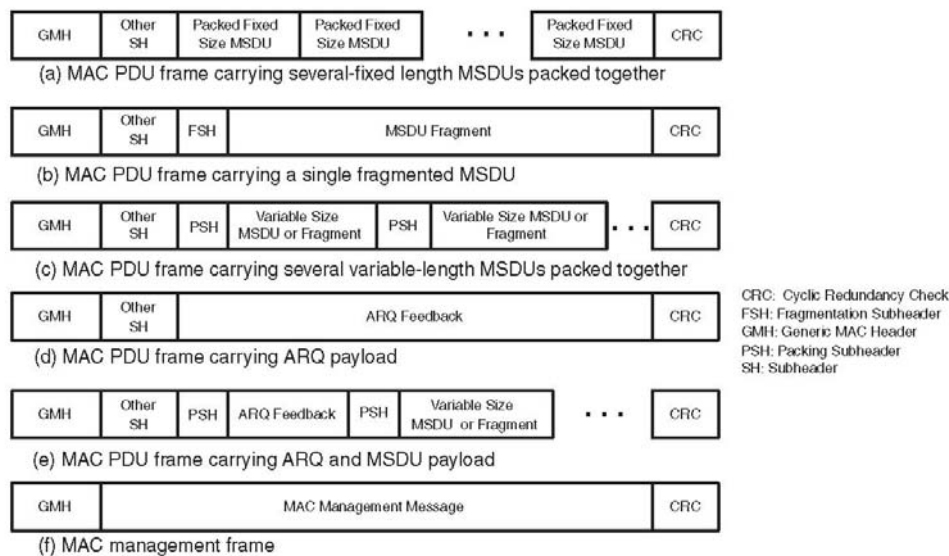 GMH
Other
SH
Packed Fixed
Size MSDU
Packed Fixed
Size MSDU
• • •
Packed Fixed
Size MSDU
CRC
(a) MAC PDU frame carrying several-fixed length MSDUs packed together
GMH
Other
SH
FSH
MSDU Fragment
CRC
(b) MAC PDU frame carrying a single fragmented MSDU
GMH
Other
SH
PSH
Variable Size
MSDU or Fragment
PSH
Variable Size MSDU or
Fragment
• • •
CRC
(c) MAC PDU frame carrying several variable-length MSDUs packed together
GMH
Other
SH
ARQ Feedback
CRC
(d) MAC PDU frame carrying ARQ payload
CRC: Cyclic Redundancy Check
FSH: Fragmentation Subheader
GMH: Generic MAC Header
PSH: Packing Subheader
SH: Subheader
GMH
Other
SH
PSH
ARQ Feedback
PSH
Variable Size
MSDU or Fragment
• • •
CRC
(e) MAC PDU frame carrying ARQ and MSDU payload
GMH
MAC Management Message
CRC
(f) MAC management frame